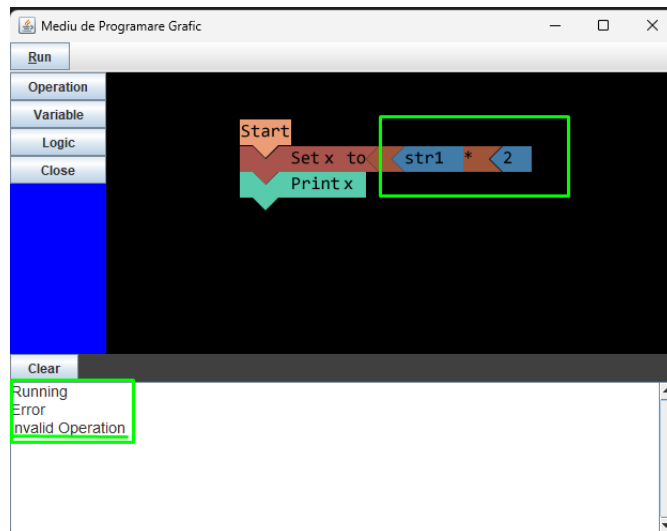 Mediu de Programare Grafic
Run
Operation
Variable
Logic
Close
Start
Set x to str1 * 2
Print x
Clear
Running
Error
Invalid Operation